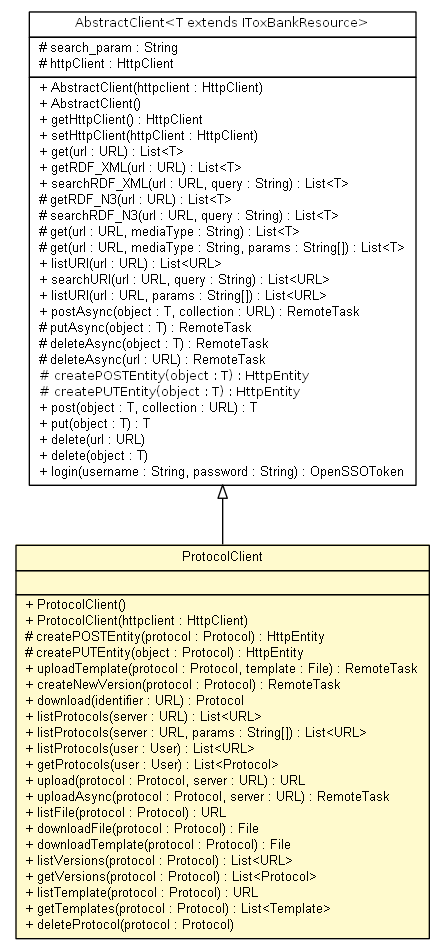 AbstractClient<T extends IToxBankResource>
# search_param : String
# httpClient : HttpClient
+ AbstractClient(httpclient : HttpClient)
+ AbstractClient()
+ getHttpClient() : HttpClient
+ setHttpClient(httpClient : HttpClient)
+ get(url : URL) : List<T>
+ getRDF_XML(url : URL) : List<T>
+ searchRDF_XML(url : URL, query : String) : List<T>
# getRDF_N3(url : URL) : List<T>
# searchRDF_N3(url : URL, query : String) : List<T>
# get(url : URL, mediaType : String) : List<T>
# get(url : URL, mediaType : String, params : String[]) : List<T>
+ listURI(url : URL) : List<URL>
+ searchURI(url : URL, query : String) : List<URL>
+ listURI(url : URL, params : String[]) : List<URL>
+ postAsync(object : T, collection : URL) : RemoteTask
# putAsync(object : T) : RemoteTask
# deleteAsync(object : T) : RemoteTask
# deleteAsync(url : URL) : RemoteTask
# createPOSTEntity(object : T) : HttpEntity
# createPUTEntity(object : T) : HttpEntity
+ post(object : T, collection : URL) : T
+ put(object : T) : T
+ delete(url : URL)
+ delete(object : T)
+ login(username : String, password : String) : OpenSSOToken
ProtocolClient
+ ProtocolClient()
+ ProtocolClient(httpclient : HttpClient)
# createPOSTEntity(protocol : Protocol) : HttpEntity
# createPUTEntity(object : Protocol) : HttpEntity
+ uploadTemplate(protocol : Protocol, template : File) : RemoteTask
+ createNewVersion(protocol : Protocol) : RemoteTask
+ download(identifier : URL) : Protocol
+ listProtocols(server : URL) : List<URL>
+ listProtocols(server : URL, params : String[]) : List<URL>
+ listProtocols(user : User) : List<URL>
+ getProtocols(user : User) : List<Protocol>
+ upload(protocol : Protocol, server : URL) : URL
+ uploadAsync(protocol : Protocol, server : URL) : RemoteTask
+ listFile(protocol : Protocol) : URL
+ downloadFile(protocol : Protocol) : File
+ downloadTemplate(protocol : Protocol) : File
+ listVersions(protocol : Protocol) : List<URL>
+ getVersions(protocol : Protocol) : List<Protocol>
+ listTemplate(protocol : Protocol) : URL
+ getTemplates(protocol : Protocol) : List<Template>
+ deleteProtocol(protocol : Protocol)